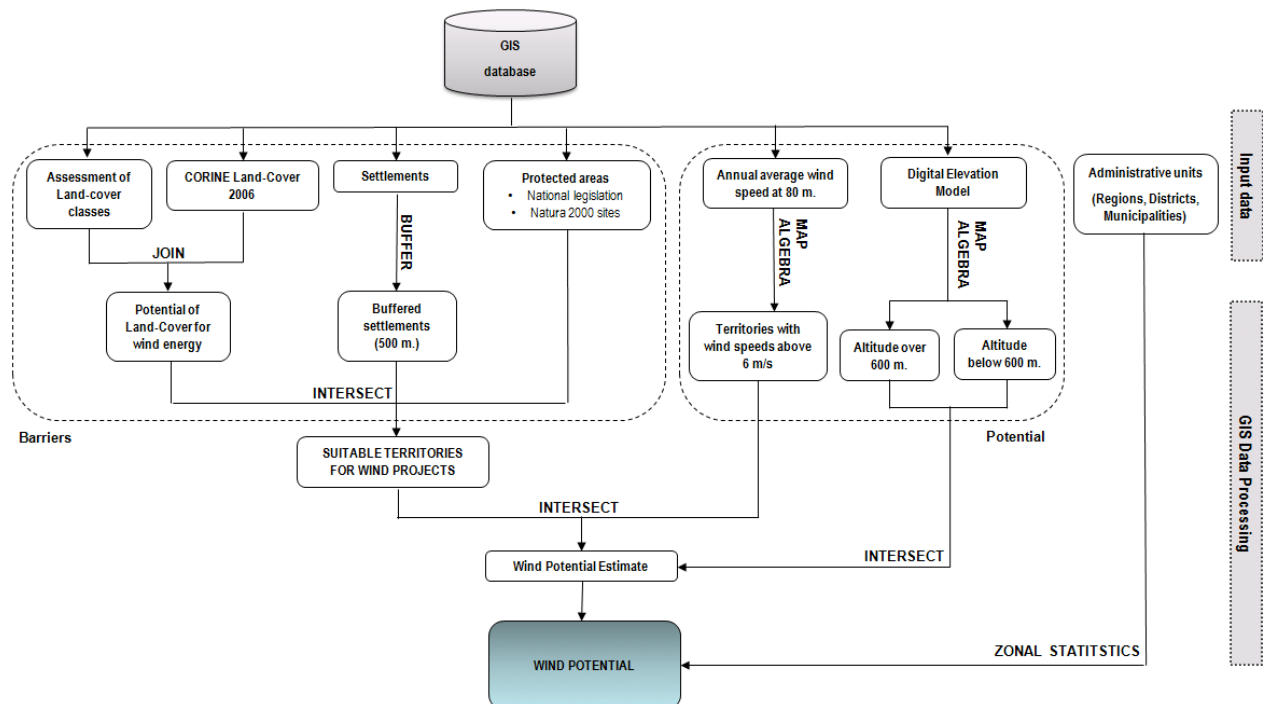 GIS
database
Assessment of
Land-cover
classes
CORINE Land-Cover
2006
Settlements
Protected areas
• National legislation
• Natura 2000 sites
Annual average wind
speed at 80 m.
Digital Elevation
Model
Administrative units
(Regions, Districts,
Municipalities)
Input data
JOIN
BUFFER
MAP
ALGEBRA
MAP
ALGEBRA
Potential of
Land-Cover for
wind energy
Buffered
settlements
(500 m.)
Territories with
wind speeds above
6 m/s
Altitude over
600 m.
Altitude
below 600 m.
INTERSECT
Barriers
Potential
GIS Data Processing
SUITABLE TERRITORIES
FOR WIND PROJECTS
INTERSECT
Wind Potential Estimate
INTERSECT
WIND POTENTIAL
ZONAL STATITSTICS